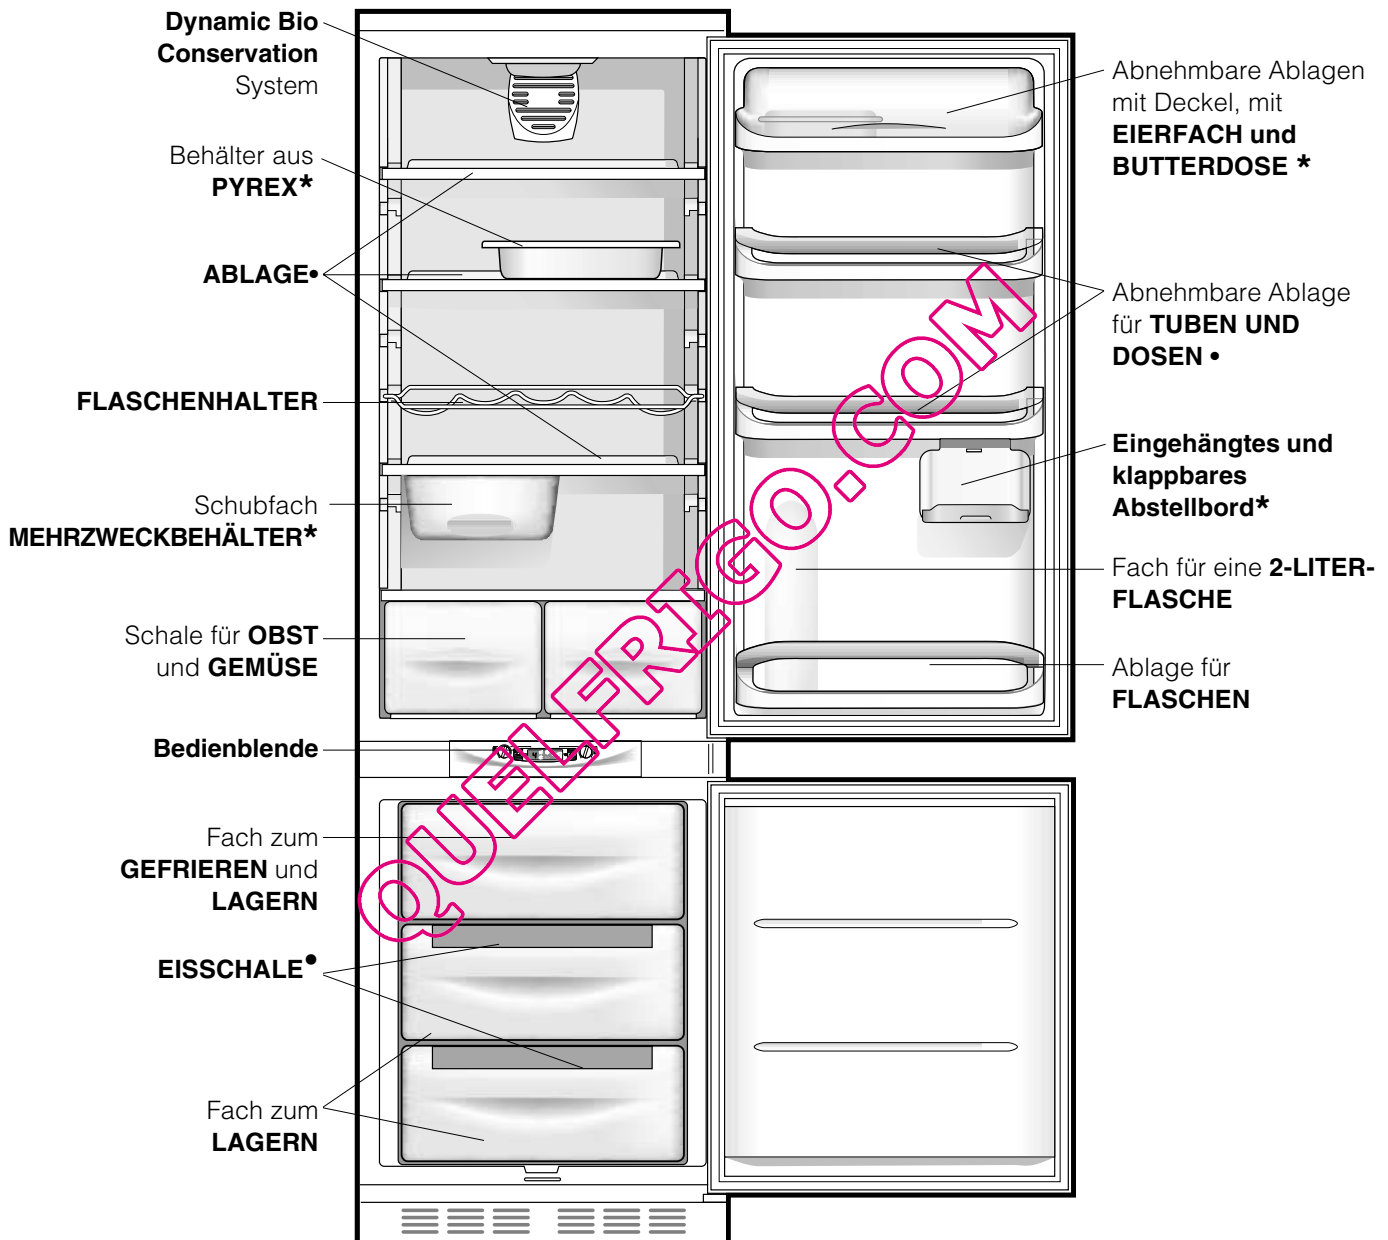 Dynamic Bio
Conservation
System
Behälter aus
PYREX*
ABLAGE•
FLASCHENHALTER
Schubfach
MEHRZWECKBEHÄLTER*
Schale für OBST
und GEMÜSE
Bedienblende
Fach zum
GEFRIEREN und
LAGERN
EISSCHALE•
Fach zum
LAGERN
Abnehmbare Ablagen
mit Deckel, mit
EIERFACH und
BUTTERDOSE *
Abnehmbare Ablage
für TUBEN UND
DOSEN •
Eingehängtes und
klappbares
Abstellbord*
Fach für eine 2-LITER-
FLASCHE
Ablage für
FLASCHEN
QUELFRIGO.COM